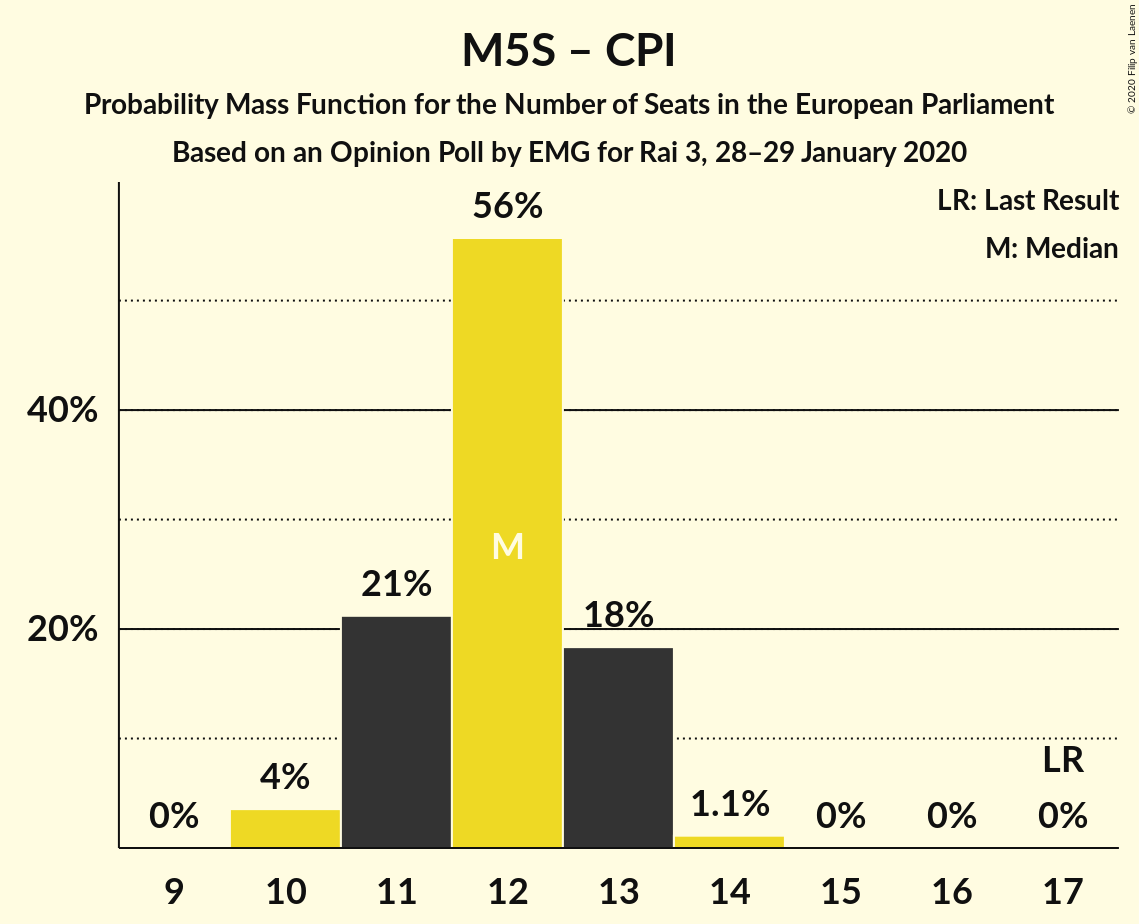 M5S – CPI
Probability Mass Function for the Number of Seats in the European Parliament
Based on an Opinion Poll by EMG for Rai 3, 28–29 January 2020
© 2020 Filip van Laenen
LR: Last Result
M: Median
56%
40%
M
21%
18%
20%
LR
4%
1.1%
0%
0%
0%
0%
9 10 11 12 13 14 15 16 17